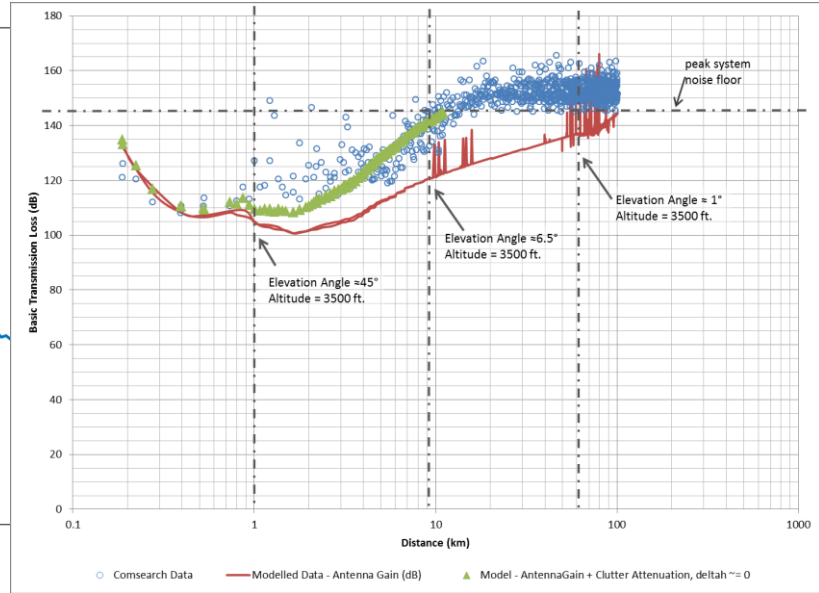 180
160
140
120
100
80
60
40
20
0
Basic Transmission Loss (dB)
peak system
noise floor
Elevation Angle ≈ 1°
Altitude = 3500 ft.
Elevation Angle ≈6.5°
Altitude = 3500 ft.
Elevation Angle ≈45°
Altitude = 3500 ft.
0.1
1
10
100
1000
Distance (km)
Comsearch Data
Modelled Data - Antenna Gain (dB)
Model - AntennaGain + Clutter Attenuation, deltah ~= 0